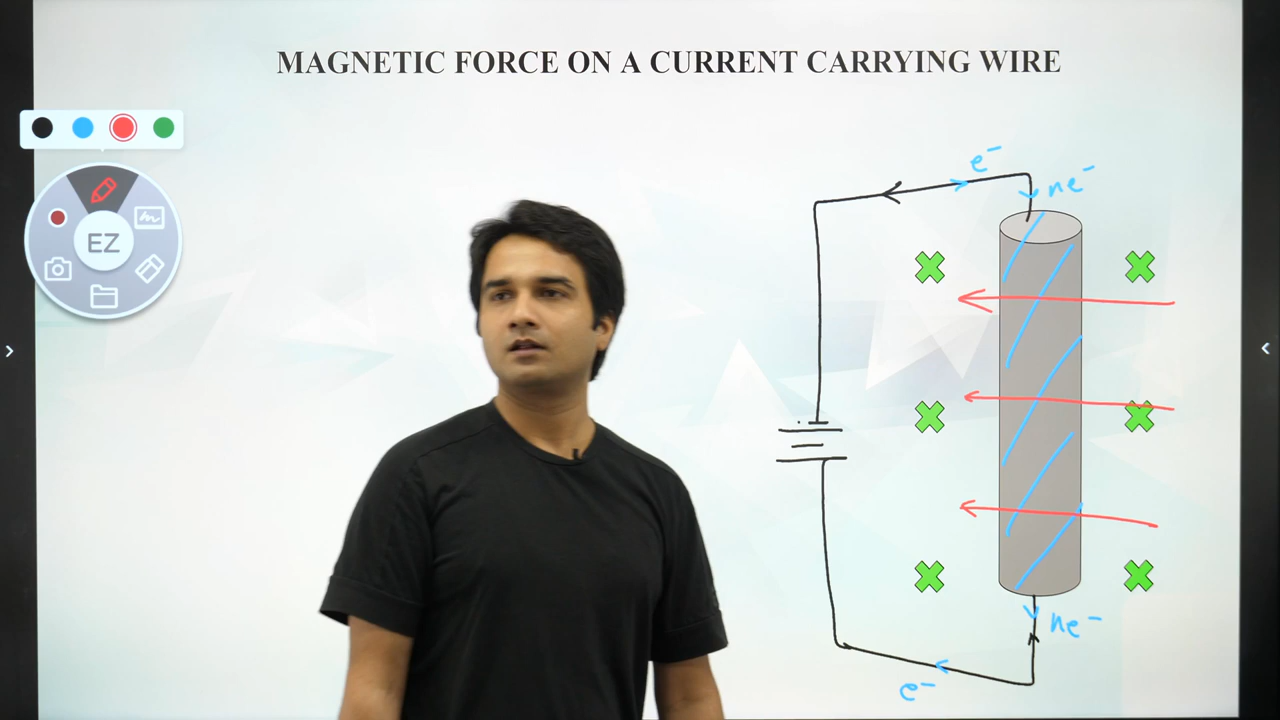 MAGNETIC FORCE ON A CURRENT CARRYING WIRE
EZ
e⁻
ne⁻
ne⁻
e⁻